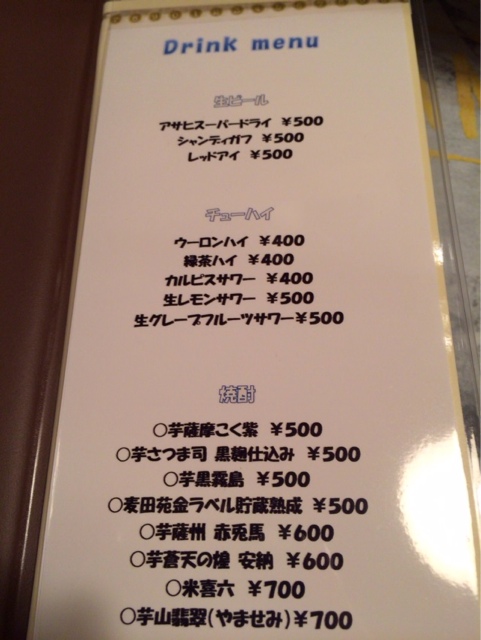 Drink menu
生ビール
アサヒスーパードライ ¥500
シャンディガフ ¥500
レッドアイ ¥500
チューハイ
ウーロンハイ ¥400
緑茶ハイ ¥400
カルピスサワー ¥400
生レモンサワー ¥500
生グレープフルーツサワー¥500
焼酎
○芋薩摩こく紫 ¥500
○芋さつま司 黒麹仕込み ¥500
○芋黒霧島 ¥500
○麦田苑金ラベル貯蔵熟成 ¥500
○芋薩州 赤兎馬 ¥600
○芋蒼天の煌 安納 ¥600
○米喜六 ¥700
○芋山翡翠(やませみ)¥700